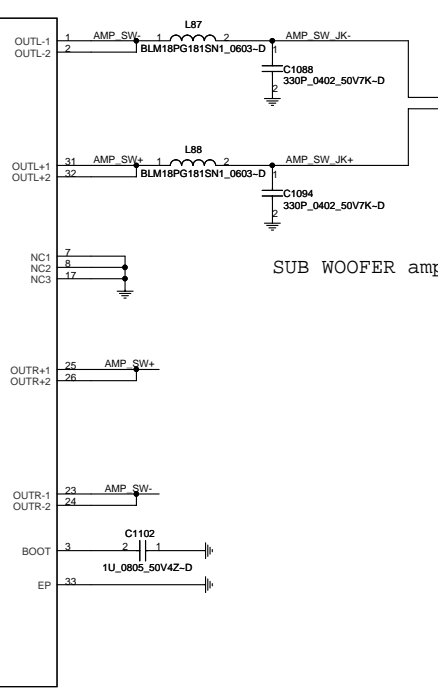 L87
OUTL-1 1 AMP_SW- 1 2 AMP_SW_JK-
OUTL-2 2 BLM18PG181SN1_0603~D
1
C1088
330P_0402_50V7K~D
2
L88
OUTL+1 31 AMP_SW+ 1 2 AMP_SW_JK+
OUTL+2 32 BLM18PG181SN1_0603~D
1
C1094
330P_0402_50V7K~D
2
NC1 7
NC2 8
NC3 17
SUB WOOFER amp
OUTR+1 25 AMP_SW+
OUTR+2 26
OUTR-1 23 AMP_SW-
OUTR-2 24
C1102
BOOT 3 2 1
1U_0805_50V4Z~D
EP 33